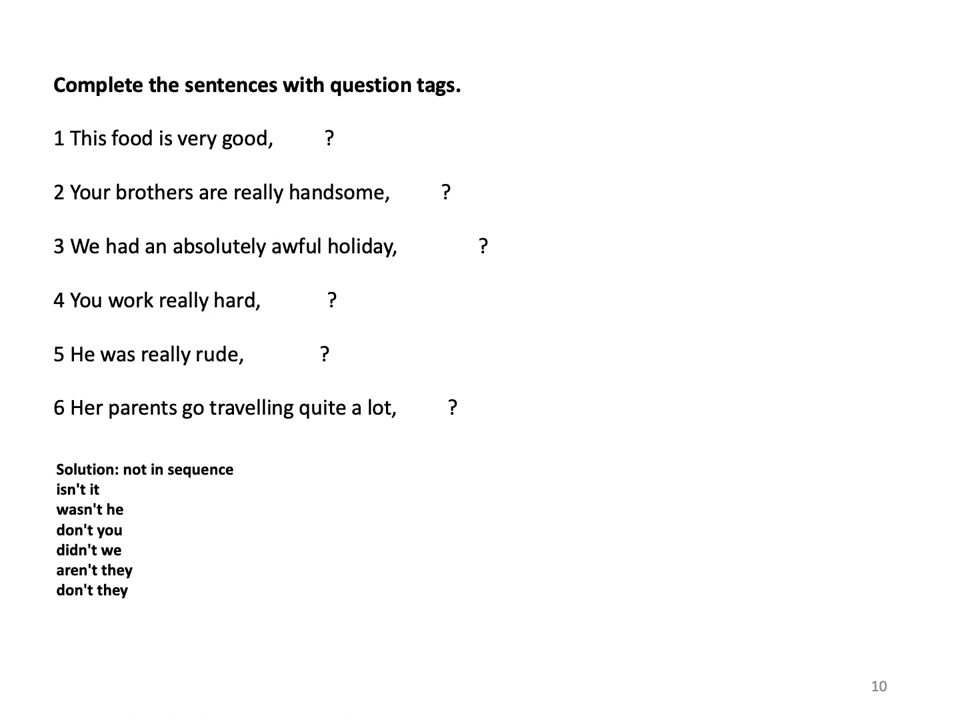 Complete the sentences with question tags.
1 This food is very good, ?
2 Your brothers are really handsome, ?
3 We had an absolutely awful holiday, ?
4 You work really hard, ?
5 He was really rude, ?
6 Her parents go travelling quite a lot, ?
Solution: not in sequence
isn't it
wasn't he
don't you
didn't we
aren't they
don't they
10